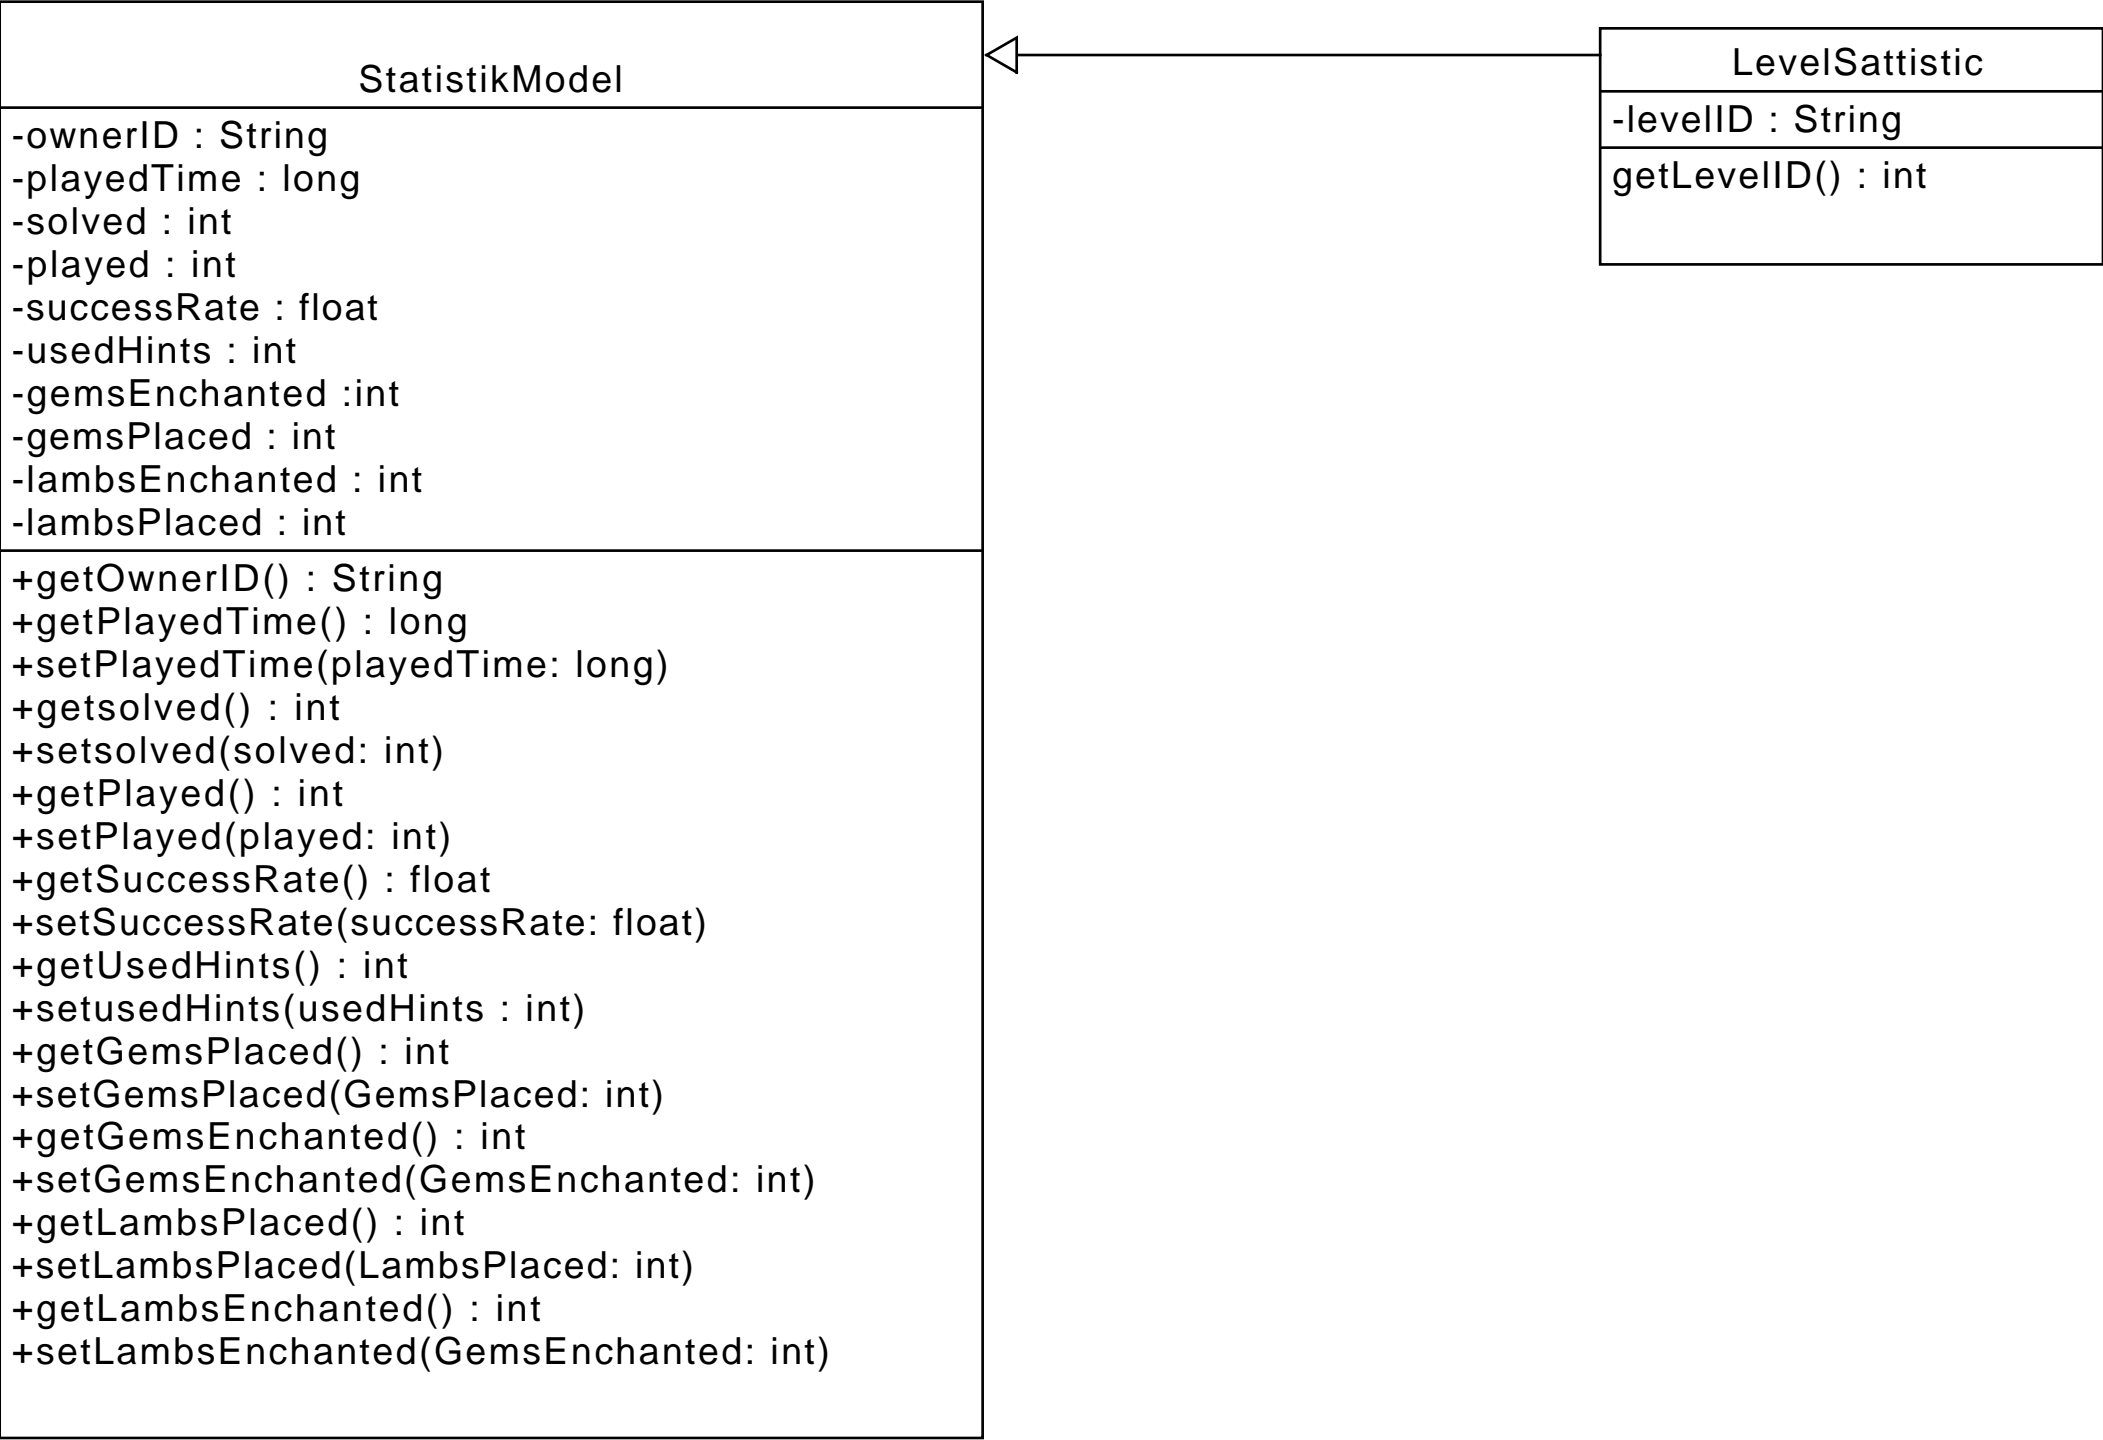 StatistikModel
-ownerID : String
-playedTime : long
-solved : int
-played : int
-successRate : float
-usedHints : int
-gemsEnchanted :int
-gemsPlaced : int
-lambsEnchanted : int
-lambsPlaced : int
+getOwnerID() : String
+getPlayedTime() : long
+setPlayedTime(playedTime: long)
+getsolved() : int
+setsolved(solved: int)
+getPlayed() : int
+setPlayed(played: int)
+getSuccessRate() : float
+setSuccessRate(successRate: float)
+getUsedHints() : int
+setusedHints(usedHints : int)
+getGemsPlaced() : int
+setGemsPlaced(GemsPlaced: int)
+getGemsEnchanted() : int
+setGemsEnchanted(GemsEnchanted: int)
+getLambsPlaced() : int
+setLambsPlaced(LambsPlaced: int)
+getLambsEnchanted() : int
+setLambsEnchanted(GemsEnchanted: int)
LevelSattistic
-levelID : String
getLevelID() : int